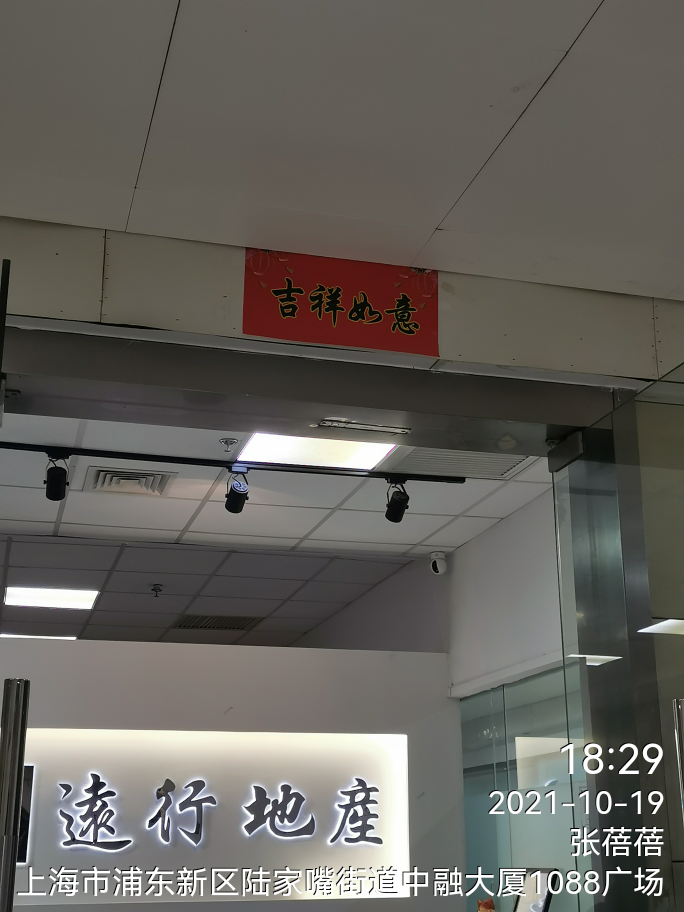 吉祥如意
遠行地産
18:29
2021-10-19
张蓓蓓
上海市浦东新区陆家嘴街道中融大厦1088广场